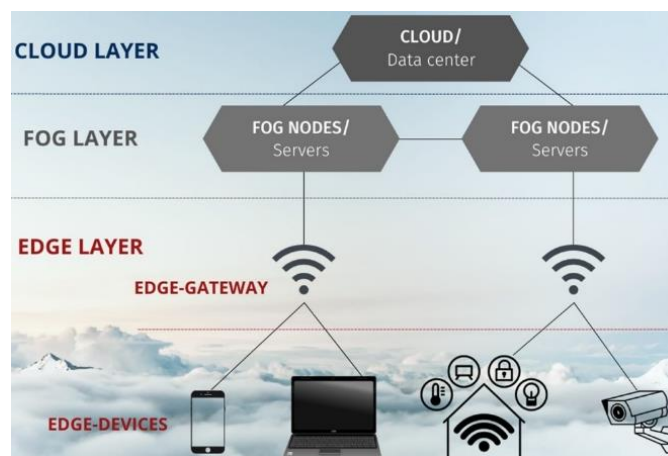 CLOUD LAYER
CLOUD/
Data center
FOG LAYER
FOG NODES/
Servers
FOG NODES/
Servers
EDGE LAYER
EDGE-GATEWAY
EDGE-DEVICES